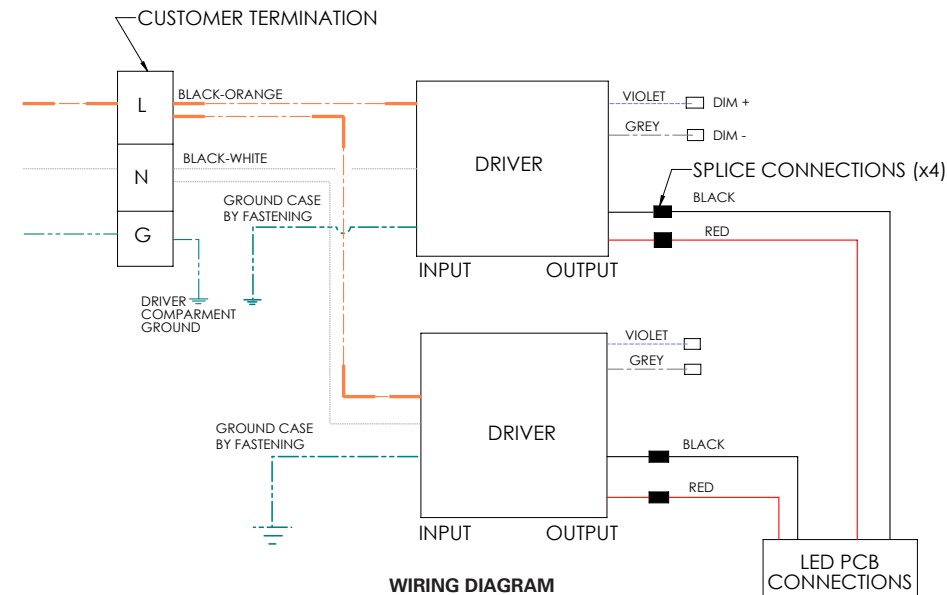 CUSTOMER TERMINATION
L
BLACK-ORANGE
N
BLACK-WHITE
G
GROUND CASE
BY FASTENING
DRIVER
COMPARMENT
GROUND
DRIVER
INPUT
OUTPUT
VIOLET
DIM +
GREY
DIM -
SPLICE CONNECTIONS (x4)
BLACK
RED
GROUND CASE
BY FASTENING
DRIVER
INPUT
OUTPUT
VIOLET
GREY
BLACK
RED
LED PCB
CONNECTIONS
WIRING DIAGRAM